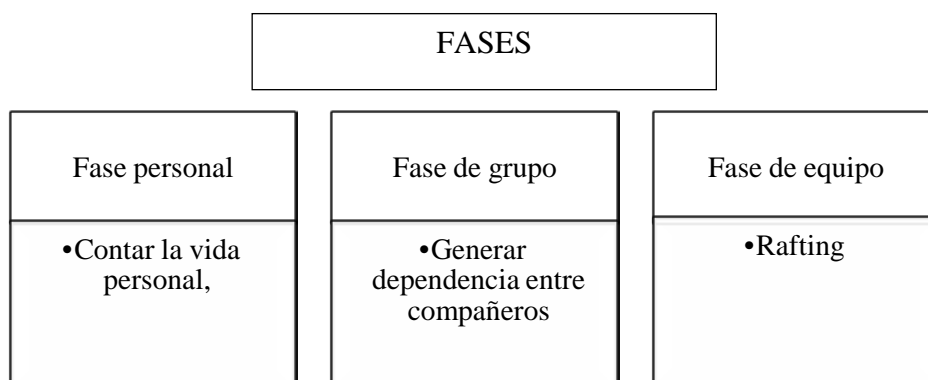 FASES
Fase personal
•Contar la vida
personal,
Fase de grupo
•Generar
dependencia entre
compañeros
Fase de equipo
•Rafting